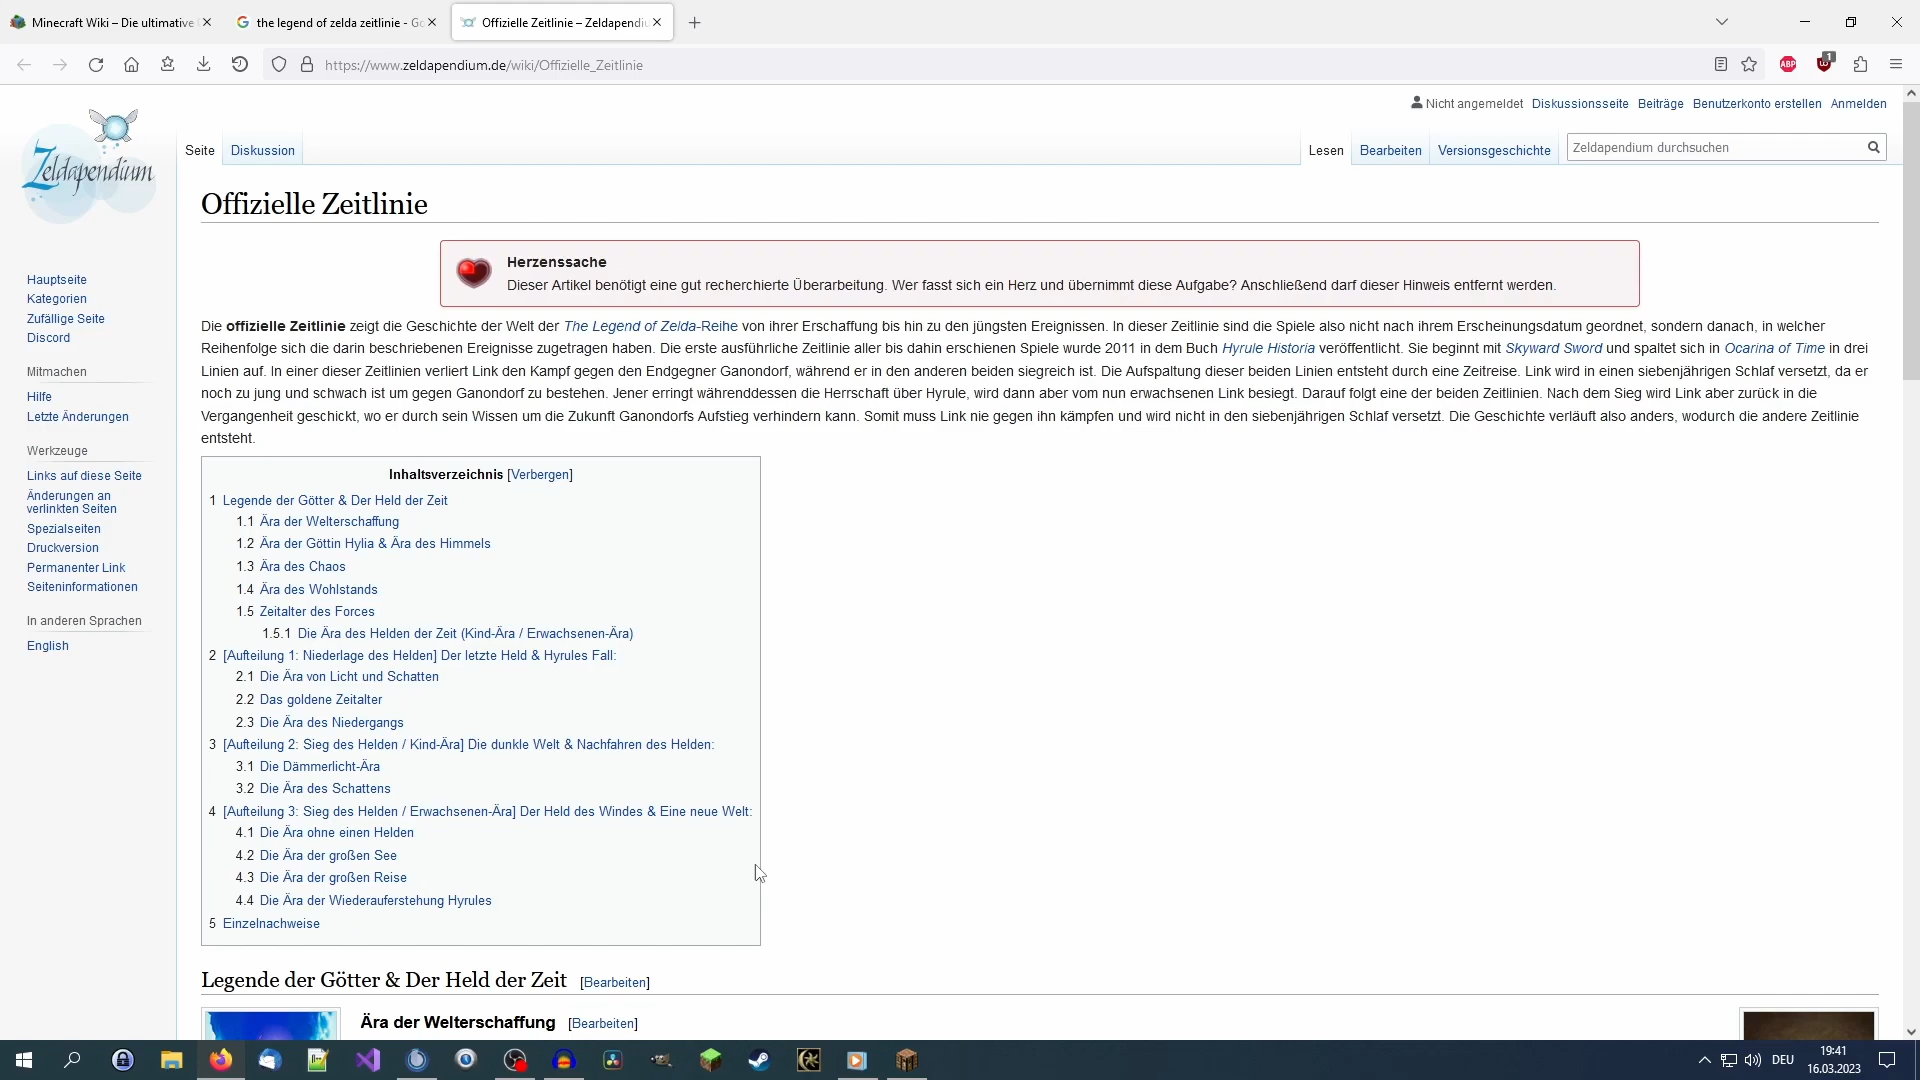 Minecraft Wiki – Die ultimative
the legend of zelda zeitlinie - Go
Offizielle Zeitlinie – Zeldapendiu
https://www.zeldapendium.de/wiki/Offizielle_Zeitlinie
ABP
1
Nicht angemeldet Diskussionsseite Beiträge Benutzerkonto erstellen Anmelden
Zeldapendium
Seite Diskussion Lesen Bearbeiten Versionsgeschichte Zeldapendium durchsuchen
Offizielle Zeitlinie
Herzenssache
Dieser Artikel benötigt eine gut recherchierte Überarbeitung. Wer fasst sich ein Herz und übernimmt diese Aufgabe? Anschließend darf dieser Hinweis entfernt werden.
Hauptseite
Kategorien
Zufällige Seite
Discord
Mitmachen
Hilfe
Letzte Änderungen
Werkzeuge
Links auf diese Seite
Änderungen an
verlinkten Seiten
Spezialseiten
Druckversion
Permanenter Link
Seiteninformationen
In anderen Sprachen
English
Die offizielle Zeitlinie zeigt die Geschichte der Welt der The Legend of Zelda-Reihe von ihrer Erschaffung bis hin zu den jüngsten Ereignissen. In dieser Zeitlinie sind die Spiele also nicht nach ihrem Erscheinungsdatum geordnet, sondern danach, in welcher
Reihenfolge sich die darin beschriebenen Ereignisse zugetragen haben. Die erste ausführliche Zeitlinie aller bis dahin erschienen Spiele wurde 2011 in dem Buch Hyrule Historia veröffentlicht. Sie beginnt mit Skyward Sword und spaltet sich in Ocarina of Time in drei
Linien auf. In einer dieser Zeitlinien verliert Link den Kampf gegen den Endgegner Ganondorf, während er in den anderen beiden siegreich ist. Die Aufspaltung dieser beiden Linien entsteht durch eine Zeitreise. Link wird in einen siebenjährigen Schlaf versetzt, da er
noch zu jung und schwach ist um gegen Ganondorf zu bestehen. Jener erringt währenddessen die Herrschaft über Hyrule, wird dann aber vom nun erwachsenen Link besiegt. Darauf folgt eine der beiden Zeitlinien. Nach dem Sieg wird Link aber zurück in die
Vergangenheit geschickt, wo er durch sein Wissen um die Zukunft Ganondorfs Aufstieg verhindern kann. Somit muss Link nie gegen ihn kämpfen und wird nicht in den siebenjährigen Schlaf versetzt. Die Geschichte verläuft also anders, wodurch die andere Zeitlinie
entsteht.
Inhaltsverzeichnis [Verbergen]
1 Legende der Götter & Der Held der Zeit
1.1 Ära der Welterschaffung
1.2 Ära der Göttin Hylia & Ära des Himmels
1.3 Ära des Chaos
1.4 Ära des Wohlstands
1.5 Zeitalter des Forces
1.5.1 Die Ära des Helden der Zeit (Kind-Ära / Erwachsenen-Ära)
2 [Aufteilung 1: Niederlage des Helden] Der letzte Held & Hyrules Fall:
2.1 Die Ära von Licht und Schatten
2.2 Das goldene Zeitalter
2.3 Die Ära des Niedergangs
3 [Aufteilung 2: Sieg des Helden / Kind-Ära] Die dunkle Welt & Nachfahren des Helden:
3.1 Die Dämmerlicht-Ära
3.2 Die Ära des Schattens
4 [Aufteilung 3: Sieg des Helden / Erwachsenen-Ära] Der Held des Windes & Eine neue Welt:
4.1 Die Ära ohne einen Helden
4.2 Die Ära der großen See
4.3 Die Ära der großen Reise
4.4 Die Ära der Wiederauferstehung Hyrules
5 Einzelnachweise
Legende der Götter & Der Held der Zeit [Bearbeiten]
Ära der Welterschaffung [Bearbeiten]
DEU
19:41
16.03.2023